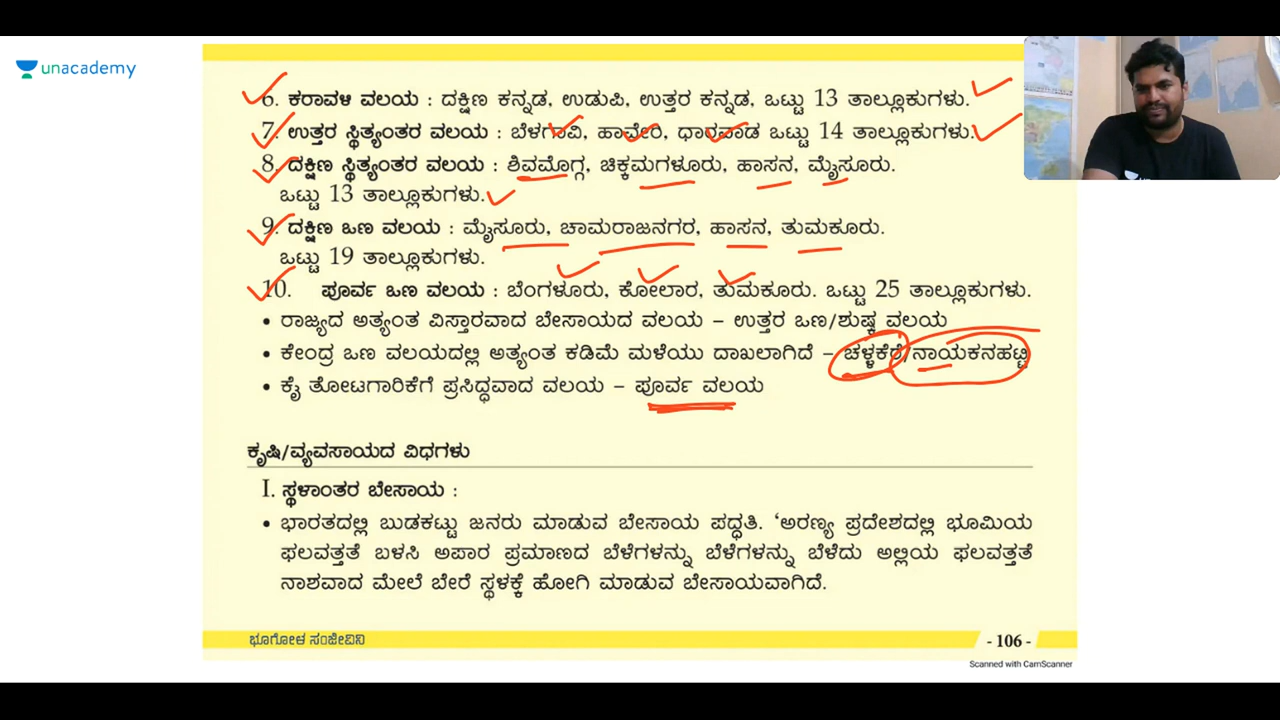 unacademy
6. ಕರಾವಳಿ ವಲಯ : ದಕ್ಷಿಣ ಕನ್ನಡ, ಉಡುಪಿ, ಉತ್ತರ ಕನ್ನಡ, ಒಟ್ಟು 13 ತಾಲ್ಲೂಕುಗಳು.
7. ಉತ್ತರ ಸ್ಥಿತ್ಯಂತರ ವಲಯ : ಬೆಳಗಾವಿ, ಹಾವೇರಿ, ಧಾರವಾಡ ಒಟ್ಟು 14 ತಾಲ್ಲೂಕುಗಳು.
8. ದಕ್ಷಿಣ ಸ್ಥಿತ್ಯಂತರ ವಲಯ : ಶಿವಮೊಗ್ಗ, ಚಿಕ್ಕಮಗಳೂರು, ಹಾಸನ, ಮೈಸೂರು.
ಒಟ್ಟು 13 ತಾಲ್ಲೂಕುಗಳು.
9. ದಕ್ಷಿಣ ಒಣ ವಲಯ : ಮೈಸೂರು, ಚಾಮರಾಜನಗರ, ಹಾಸನ, ತುಮಕೂರು.
ಒಟ್ಟು 19 ತಾಲ್ಲೂಕುಗಳು.
10. ಪೂರ್ವ ಒಣ ವಲಯ : ಬೆಂಗಳೂರು, ಕೋಲಾರ, ತುಮಕೂರು. ಒಟ್ಟು 25 ತಾಲ್ಲೂಕುಗಳು.
• ರಾಜ್ಯದ ಅತ್ಯಂತ ವಿಸ್ತಾರವಾದ ಬೇಸಾಯದ ವಲಯ – ಉತ್ತರ ಒಣ/ಶುಷ್ಕ ವಲಯ
• ಕೇಂದ್ರ ಒಣ ವಲಯದಲ್ಲಿ ಅತ್ಯಂತ ಕಡಿಮೆ ಮಳೆಯು ದಾಖಲಾಗಿದೆ – ಚಳ್ಳಕೆರೆ/ನಾಯಕನಹಟ್ಟಿ
• ಕೈ ತೋಟಗಾರಿಕೆಗೆ ಪ್ರಸಿದ್ಧವಾದ ವಲಯ – ಪೂರ್ವ ವಲಯ
ಕೃಷಿ/ವ್ಯವಸಾಯದ ವಿಧಗಳು
I. ಸ್ಥಳಾಂತರ ಬೇಸಾಯ :
• ಭಾರತದಲ್ಲಿ ಬುಡಕಟ್ಟು ಜನರು ಮಾಡುವ ಬೇಸಾಯ ಪದ್ಧತಿ. ‘ಅರಣ್ಯ ಪ್ರದೇಶದಲ್ಲಿ ಭೂಮಿಯ
ಫಲವತ್ತತೆ ಬಳಸಿ ಅಪಾರ ಪ್ರಮಾಣದ ಬೆಳೆಗಳನ್ನು ಬೆಳೆಗಳನ್ನು ಬೆಳೆದು ಅಲ್ಲಿಯ ಫಲವತ್ತತೆ
ನಾಶವಾದ ಮೇಲೆ ಬೇರೆ ಸ್ಥಳಕ್ಕೆ ಹೋಗಿ ಮಾಡುವ ಬೇಸಾಯವಾಗಿದೆ.
ಭೂಗೋಳ ಸಂಜೀವಿನಿ
- 106 -
Scanned with CamScanner